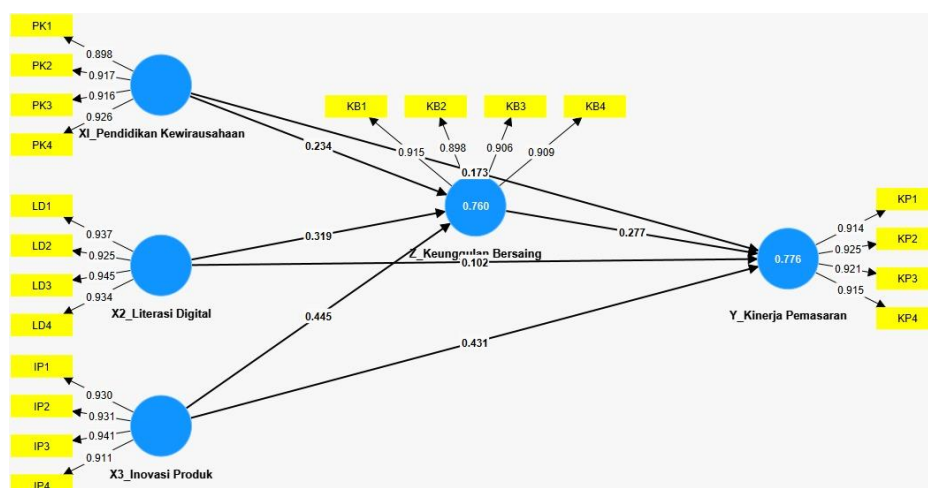 PK1
0.898
PK2
0.917
PK3
0.916
PK4
0.926
XI_Pendidikan Kewirausahaan
KB1
KB2
KB3
KB4
0.915
0.898
0.906
0.909
0.234
0.173
0.760
Z_Keunggulan Bersaing
0.319
0.277
0.102
LD1
0.937
LD2
0.925
LD3
0.945
LD4
0.934
X2_Literasi Digital
0.445
0.431
KP1
0.914
KP2
0.925
KP3
0.921
KP4
0.915
0.776
Y_Kinerja Pemasaran
IP1
0.930
IP2
0.931
IP3
0.941
IP4
0.911
X3_Inovasi Produk